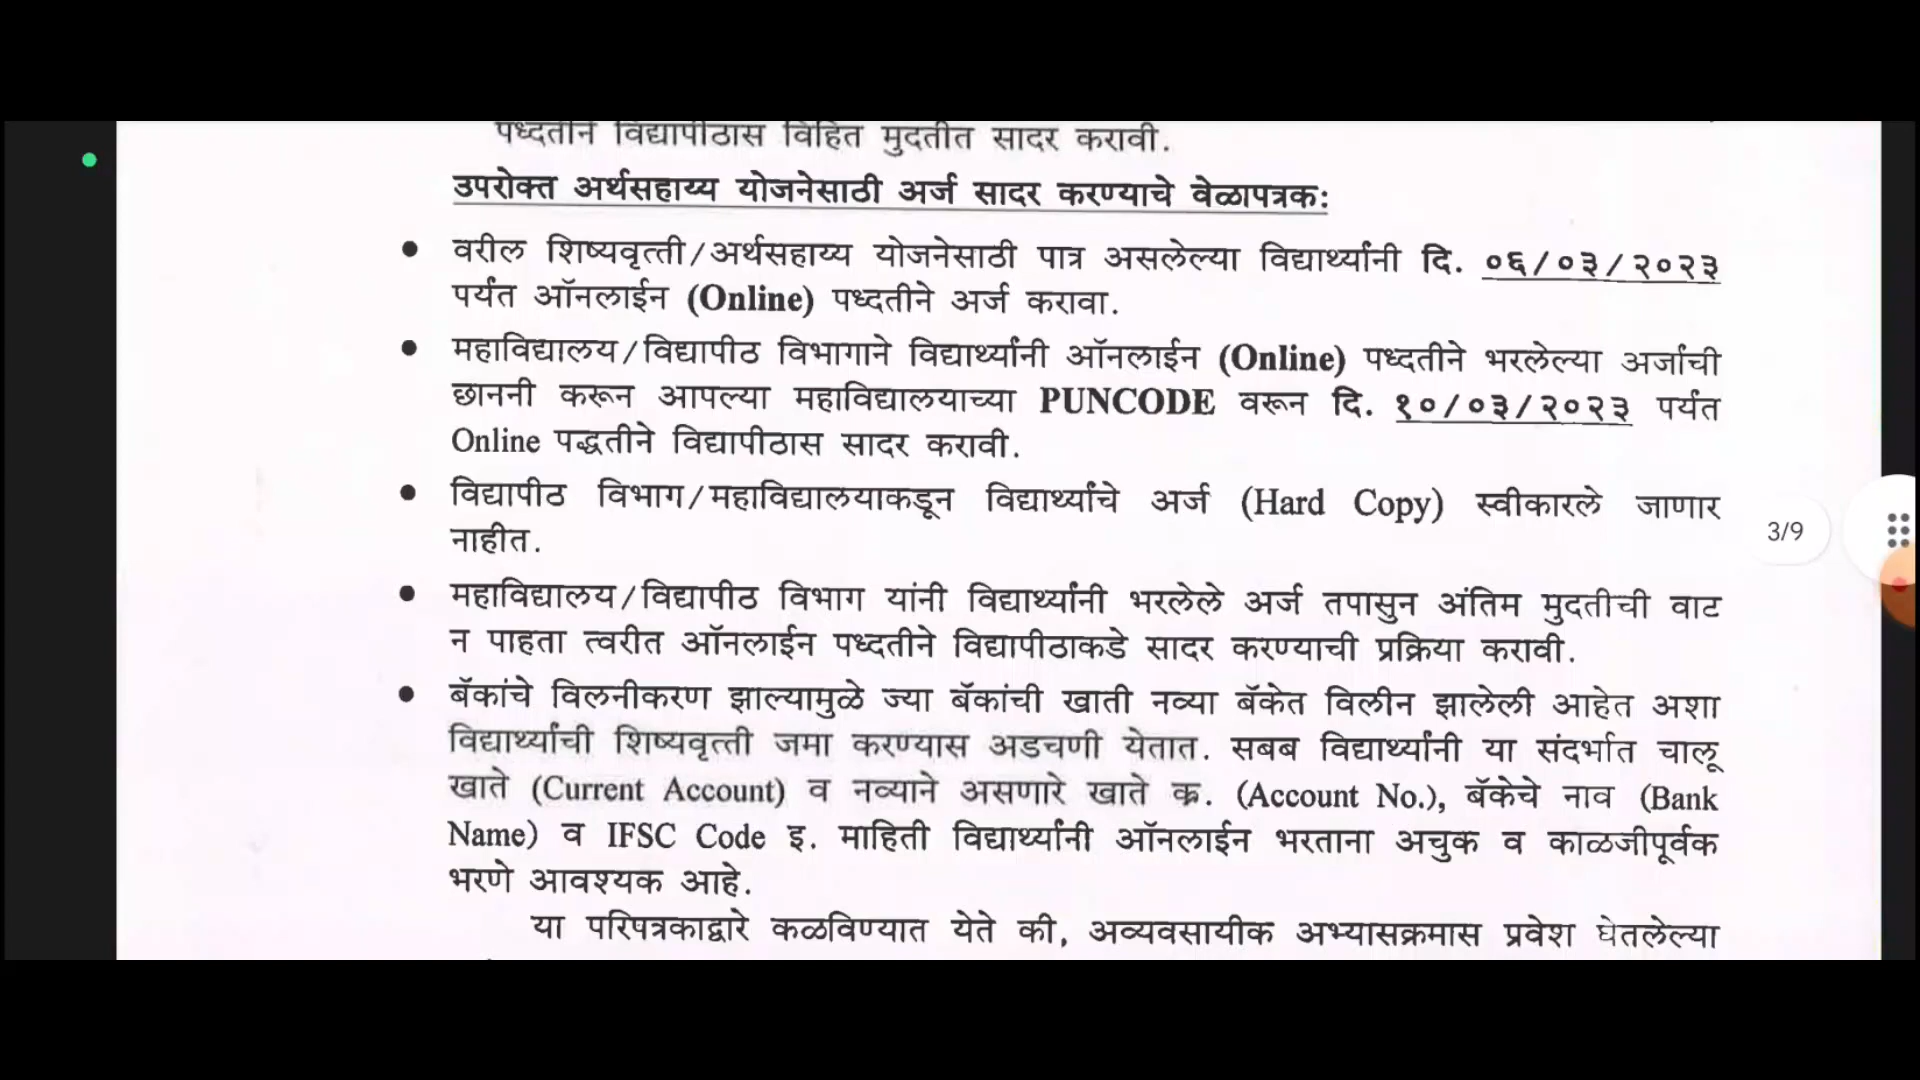 पध्दतीने विद्यापीठास विहित मुदतीत सादर करावी.
उपरोक्त अर्थसहाय्य योजनेसाठी अर्ज सादर करण्याचे वेळापत्रक:
● वरील शिष्यवृत्ती/अर्थसहाय्य योजनेसाठी पात्र असलेल्या विद्यार्थ्यांनी दि. ०६/०३/२०२३
पर्यंत ऑनलाईन (Online) पध्दतीने अर्ज करावा.
● महाविद्यालय/विद्यापीठ विभागाने विद्यार्थ्यांनी ऑनलाईन (Online) पध्दतीने भरलेल्या अर्जाची
छाननी करून आपल्या महाविद्यालयाच्या PUNCODE वरून दि. १०/०३/२०२३ पर्यंत
Online पद्धतीने विद्यापीठास सादर करावी.
● विद्यापीठ विभाग/महाविद्यालयाकडून विद्यार्थ्यांचे अर्ज (Hard Copy) स्वीकारले जाणार
नाहीत.
3/9
● महाविद्यालय/विद्यापीठ विभाग यांनी विद्यार्थ्यांनी भरलेले अर्ज तपासुन अंतिम मुदतीची वाट
न पाहता त्वरीत ऑनलाईन पध्दतीने विद्यापीठाकडे सादर करण्याची प्रक्रिया करावी.
● बॅकांचे विलनीकरण झाल्यामुळे ज्या बॅकांची खाती नव्या बॅकेत विलीन झालेली आहेत अशा
विद्यार्थ्यांची शिष्यवृत्ती जमा करण्यास अडचणी येतात. सबब विद्यार्थ्यांनी या संदर्भात चालू
खाते (Current Account) व नव्याने असणारे खाते क्र. (Account No.), बॅकेचे नाव (Bank
Name) व IFSC Code इ. माहिती विद्यार्थ्यांनी ऑनलाईन भरताना अचुक व काळजीपूर्वक
भरणे आवश्यक आहे.
या परिपत्रकाद्वारे कळविण्यात येते की, अव्यवसायीक अभ्यासक्रमास प्रवेश घेतलेल्या